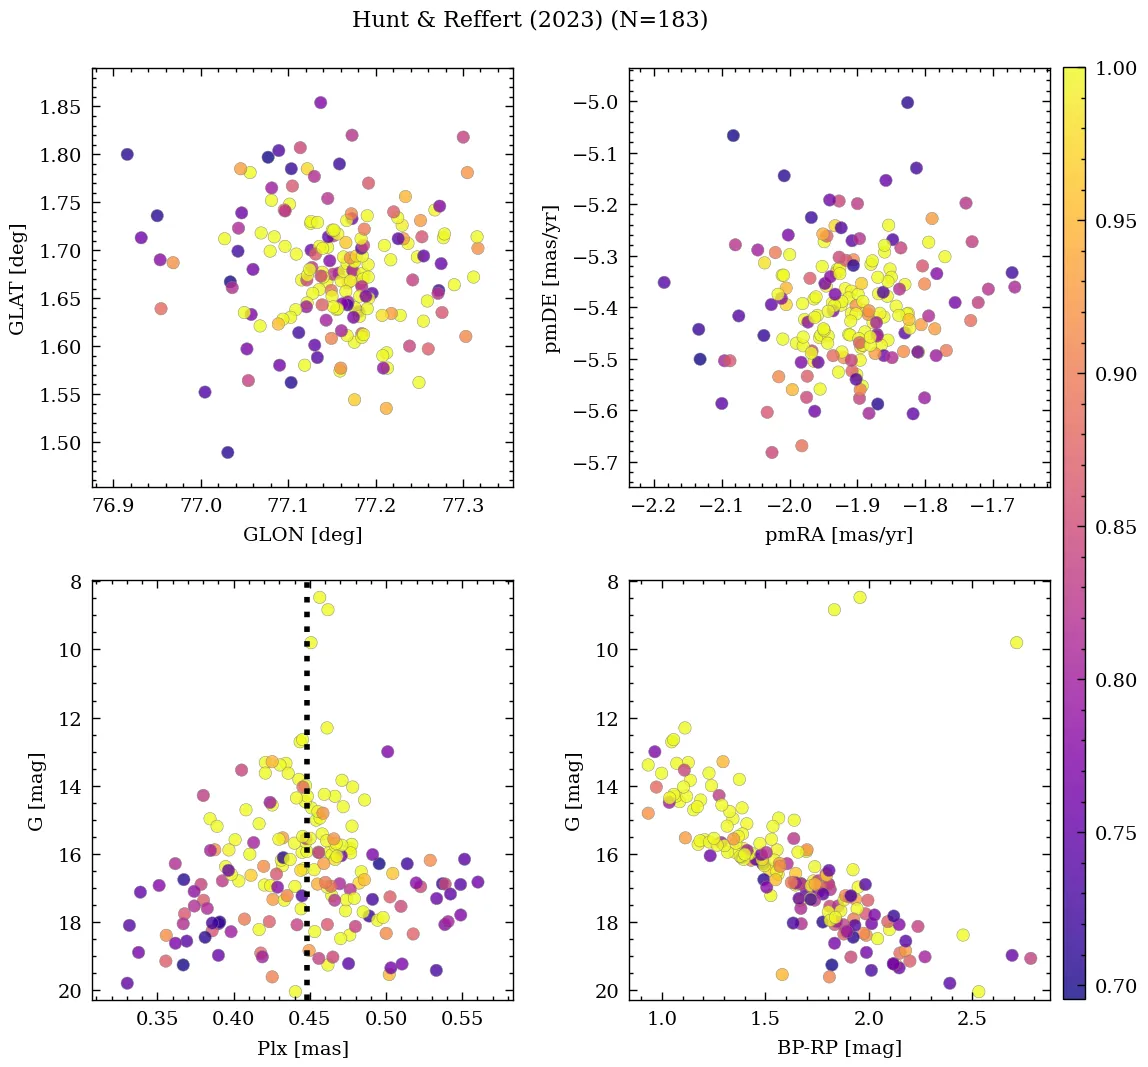 Hunt & Reffert (2023) (N=183)
1.85
1.80
1.75
1.70
1.65
1.60
1.55
1.50
GLAT [deg]
76.9 77.0 77.1 77.2 77.3
GLON [deg]
−5.0
−5.1
−5.2
−5.3
−5.4
−5.5
−5.6
−5.7
pmDE [mas/yr]
−2.2 −2.1 −2.0 −1.9 −1.8 −1.7
pmRA [mas/yr]
8
10
12
14
16
18
20
G [mag]
0.35 0.40 0.45 0.50 0.55
Plx [mas]
8
10
12
14
16
18
20
G [mag]
1.0 1.5 2.0 2.5
BP-RP [mag]
1.00
0.95
0.90
0.85
0.80
0.75
0.70